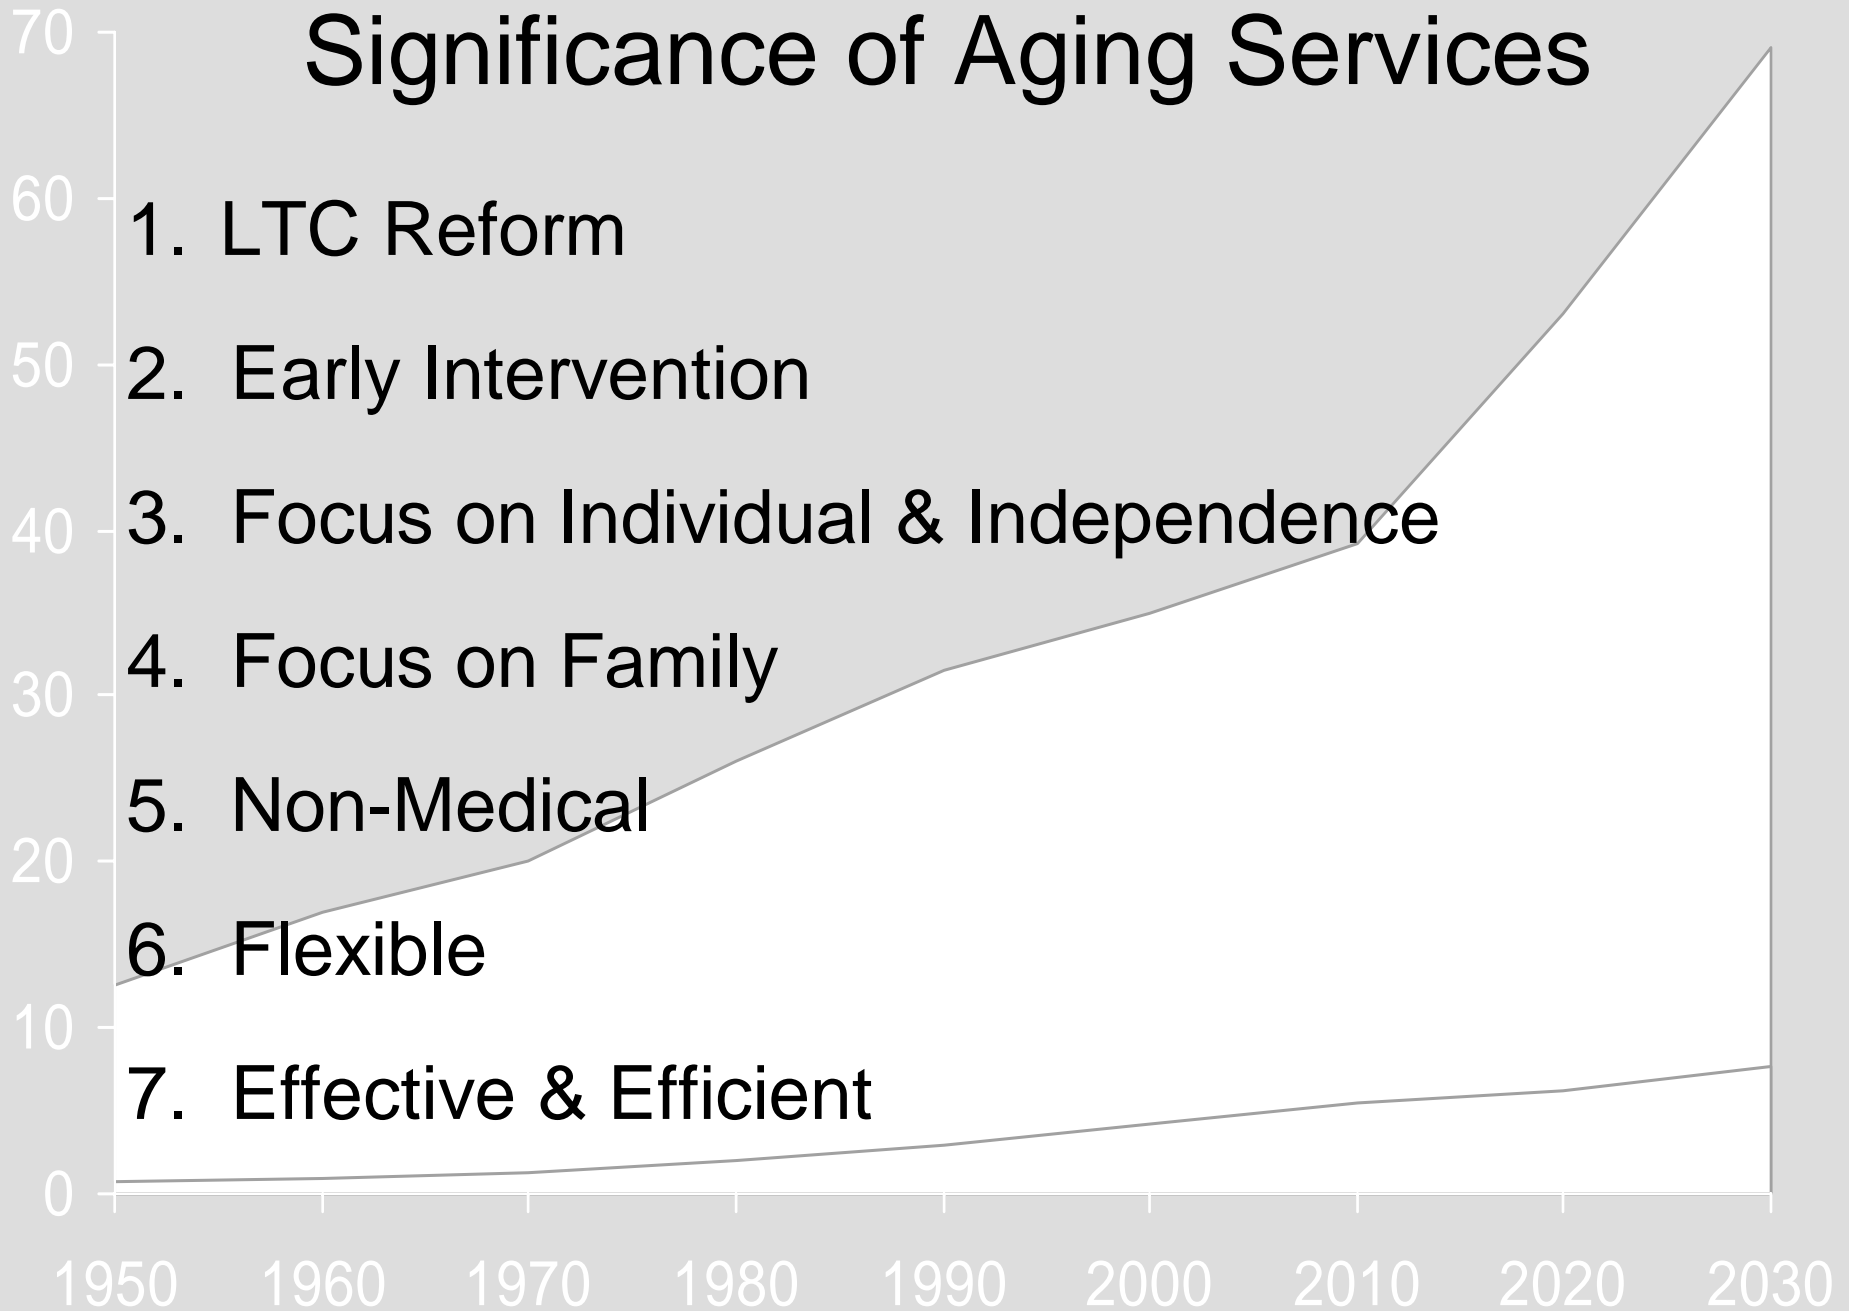 Significance of Aging Services
70
60
50
40
30
20
10
0
1. LTC Reform
2. Early Intervention
3. Focus on Individual & Independence
4. Focus on Family
5. Non-Medical
6. Flexible
7. Effective & Efficient
1950 1960 1970 1980 1990 2000 2010 2020 2030